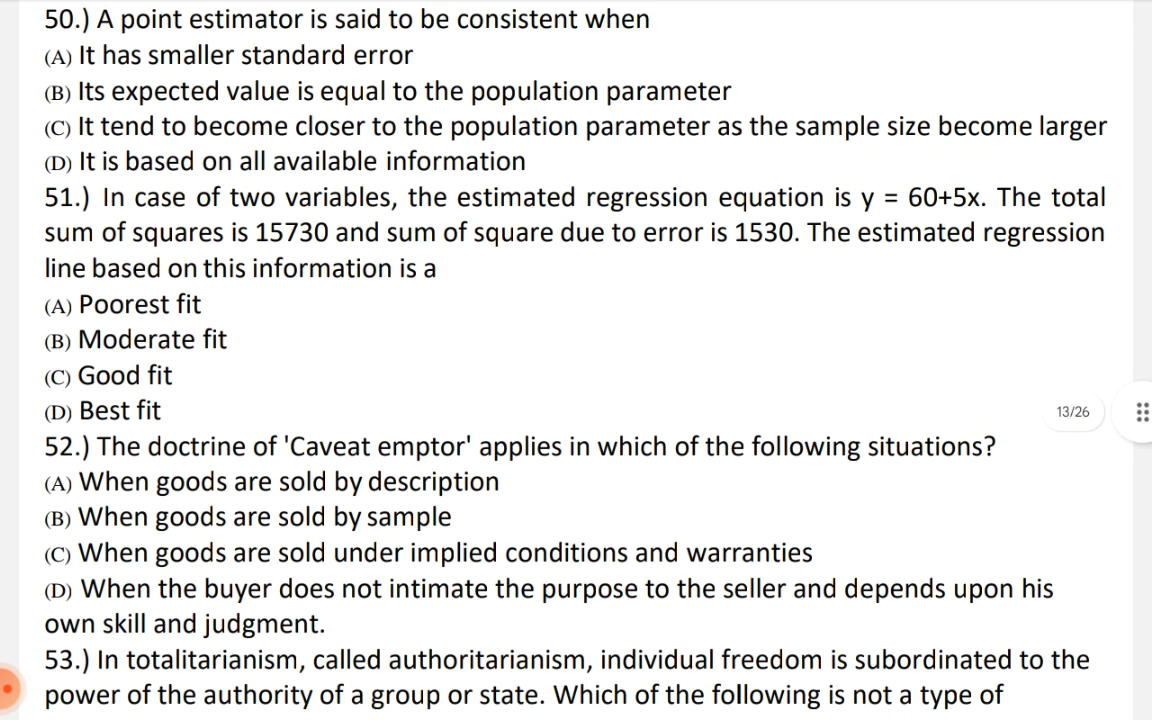 50.) A point estimator is said to be consistent when
(A) It has smaller standard error
(B) Its expected value is equal to the population parameter
(C) It tend to become closer to the population parameter as the sample size become larger
(D) It is based on all available information
51.) In case of two variables, the estimated regression equation is y = 60+5x. The total
sum of squares is 15730 and sum of square due to error is 1530. The estimated regression
line based on this information is a
(A) Poorest fit
(B) Moderate fit
(C) Good fit
(D) Best fit
13/26
52.) The doctrine of 'Caveat emptor' applies in which of the following situations?
(A) When goods are sold by description
(B) When goods are sold by sample
(C) When goods are sold under implied conditions and warranties
(D) When the buyer does not intimate the purpose to the seller and depends upon his
own skill and judgment.
53.) In totalitarianism, called authoritarianism, individual freedom is subordinated to the
power of the authority of a group or state. Which of the following is not a type of